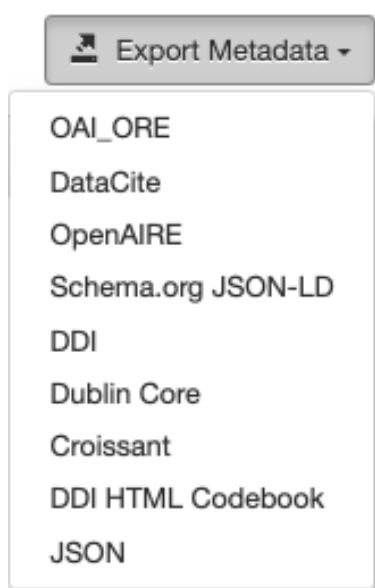 Export Metadata
OAI_ORE
DataCite
OpenAIRE
Schema.org JSON-LD
DDI
Dublin Core
Croissant
DDI HTML Codebook
JSON